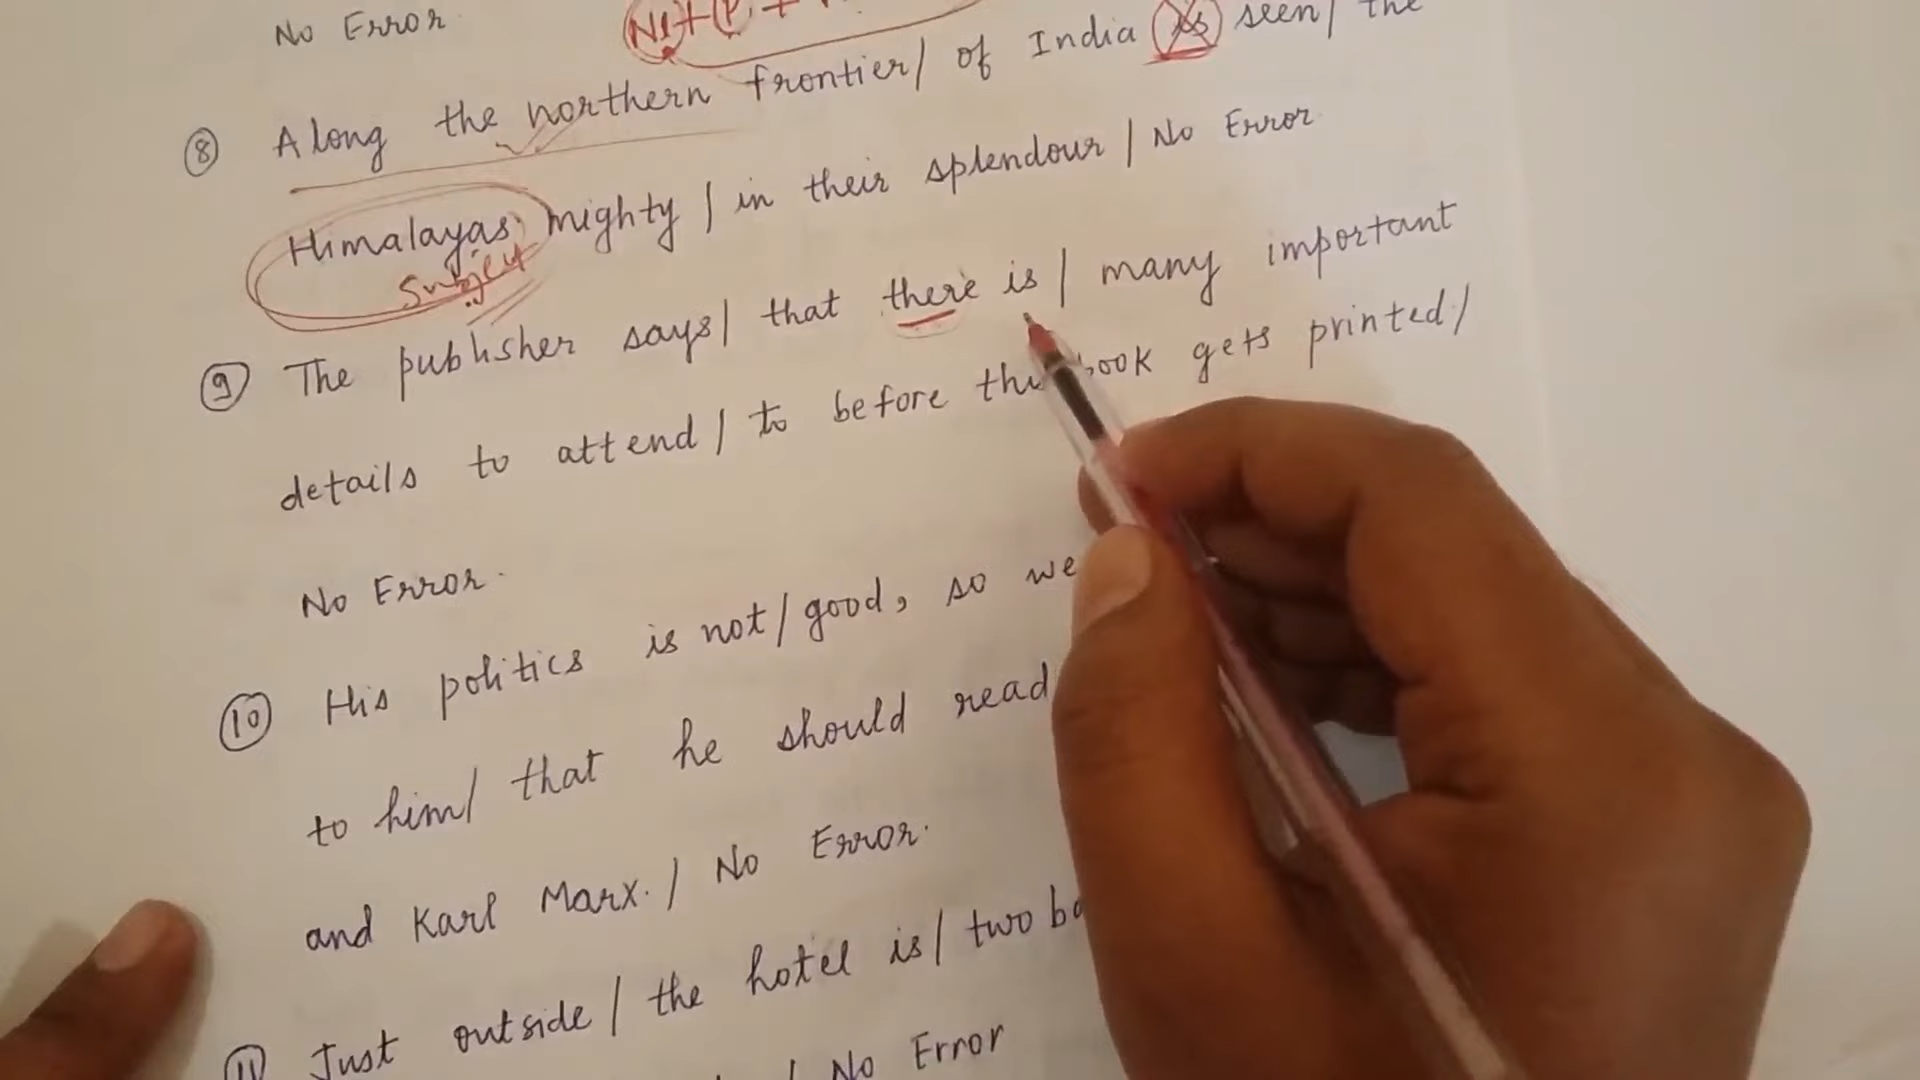 No Error
N1 + P +
⑧ Along the northern frontier/ of India is seen/ the
Himalayas mighty / in their splendour / No Error
Subject
⑨ The publisher says/ that there is/ many important
details to attend / to before the book gets printed/
No Error.
⑩ His politics is not/ good, so we
to him/ that he should read
and Karl Marx. / No Error.
⑪ Just outside / the hotel is/ two
/ No Error